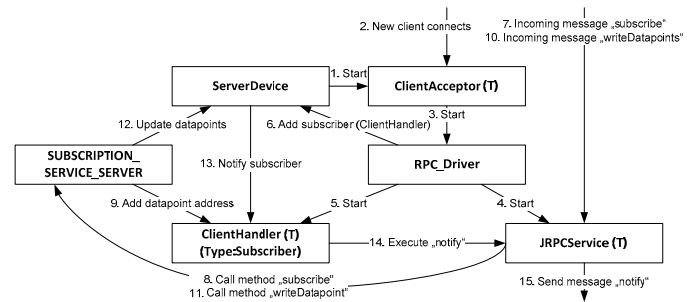 2. New client connects
7. Incoming message „subscribe“
10. Incoming message „writeDatapoints“
1. Start
ServerDevice
ClientAcceptor (T)
3. Start
12. Update datapoints
6. Add subscriber (ClientHandler)
SUBSCRIPTION_
SERVICE_SERVER
13. Notify subscriber
RPC_Driver
9. Add datapoint address
5. Start
4. Start
ClientHandler (T)
(Type:Subscriber)
14. Execute „notify“
JRPCService (T)
8. Call method „subscribe“
11. Call method „writeDatapoint“
15. Send message „notify“